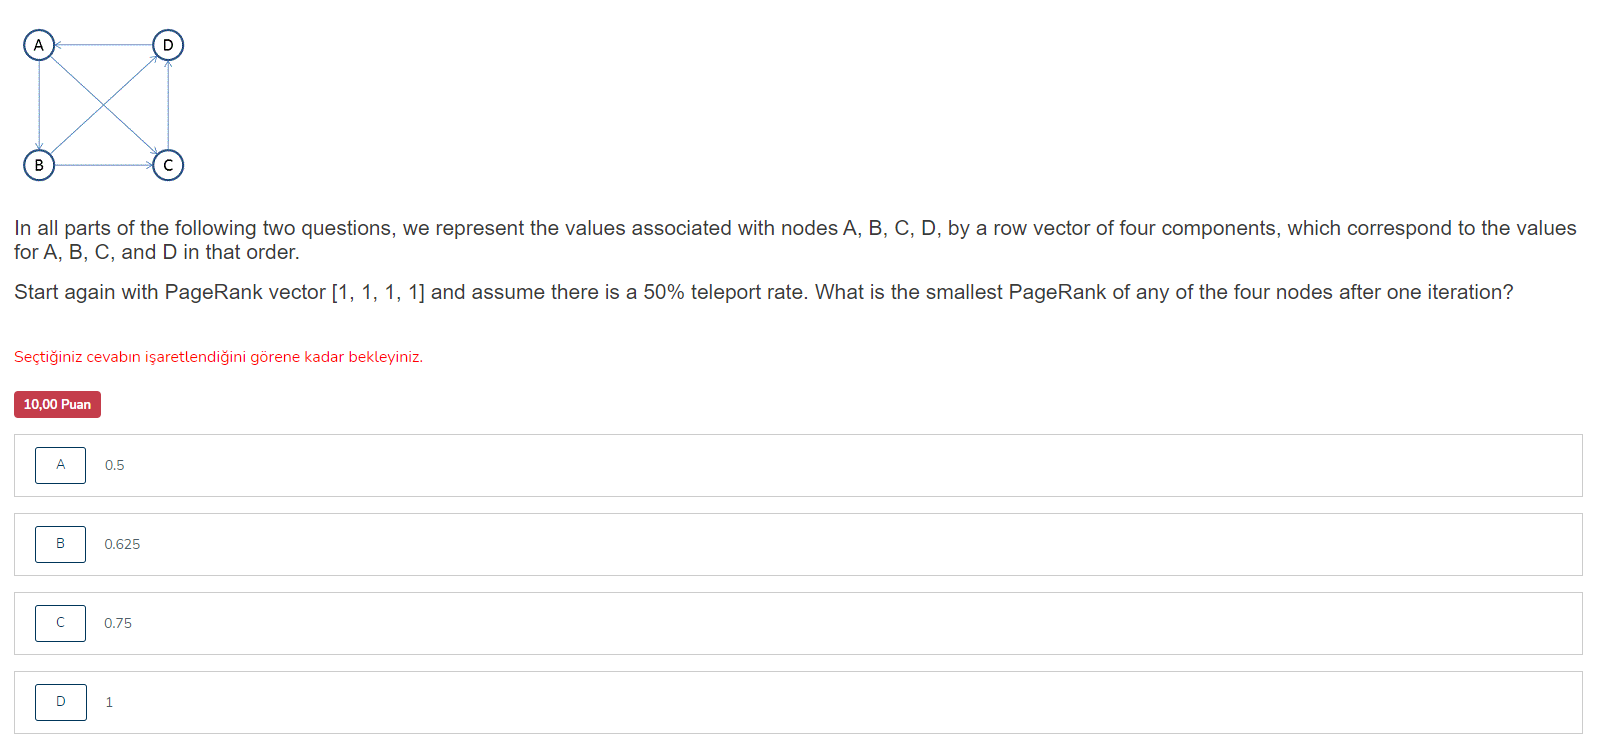 A D
B C
In all parts of the following two questions, we represent the values associated with nodes A, B, C, D, by a row vector of four components, which correspond to the values
for A, B, C, and D in that order.
Start again with PageRank vector [1, 1, 1, 1] and assume there is a 50% teleport rate. What is the smallest PageRank of any of the four nodes after one iteration?
Seçtiğiniz cevabın işaretlendiğini görene kadar bekleyiniz.
10,00 Puan
A 0.5
B 0.625
C 0.75
D 1